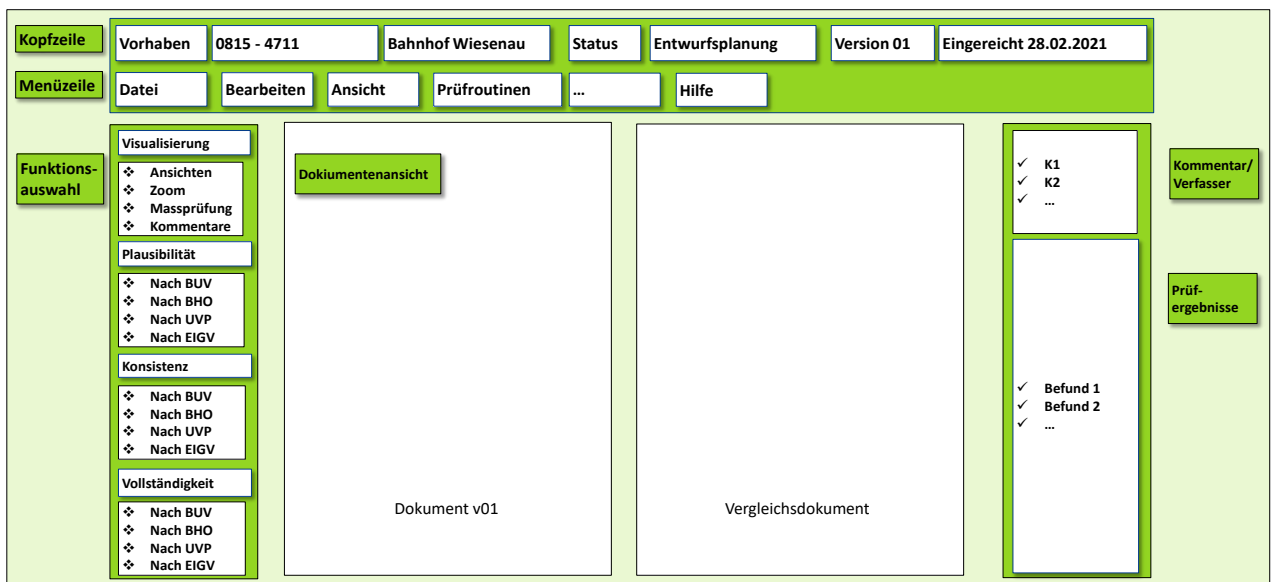 Kopfzeile
Vorhaben
0815 - 4711
Bahnhof Wiesenau
Status
Entwurfsplanung
Version 01
Eingereicht 28.02.2021
Menüzeile
Datei
Bearbeiten
Ansicht
Prüfroutinen
...
Hilfe
Funktions-
auswahl
Visualisierung
❖ Ansichten
❖ Zoom
❖ Massprüfung
❖ Kommentare
Plausibilität
❖ Nach BUV
❖ Nach BHO
❖ Nach UVP
❖ Nach EIGV
Konsistenz
❖ Nach BUV
❖ Nach BHO
❖ Nach UVP
❖ Nach EIGV
Vollständigkeit
❖ Nach BUV
❖ Nach BHO
❖ Nach UVP
❖ Nach EIGV
Dokiumentenansicht
Dokument v01
Vergleichsdokument
✓ K1
✓ K2
✓ ...
✓ Befund 1
✓ Befund 2
✓ ...
Kommentar/
Verfasser
Prüf-
ergebnisse